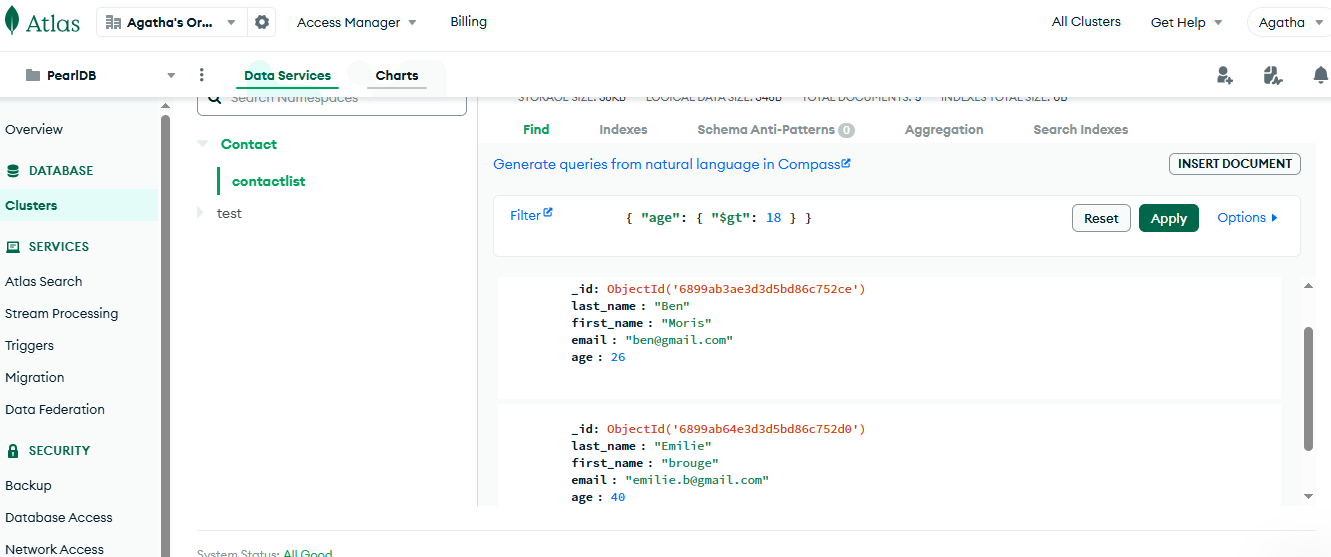 Atlas
Agatha's Or...
Access Manager
Billing
All Clusters
Get Help
Agatha
PearlDB
Data Services
Charts
Search Namespaces
STORAGE SIZE: 36KB LOGICAL DATA SIZE: 548B TOTAL DOCUMENTS: 5 INDEXES TOTAL SIZE: 0B
Overview
DATABASE
Clusters
SERVICES
Atlas Search
Stream Processing
Triggers
Migration
Data Federation
SECURITY
Backup
Database Access
Network Access
Contact
contactlist
test
Find
Indexes
Schema Anti-Patterns 0
Aggregation
Search Indexes
Generate queries from natural language in Compass
INSERT DOCUMENT
Filter
{ "age": { "$gt": 18 } }
Reset
Apply
Options
_id: ObjectId('6899ab3ae3d3d5bd86c752ce')
last_name : "Ben"
first_name : "Moris"
email : "ben@gmail.com"
age : 26
_id: ObjectId('6899ab64e3d3d5bd86c752d0')
last_name : "Emilie"
first_name : "brouge"
email : "emilie.b@gmail.com"
age : 40
System Status: All Good